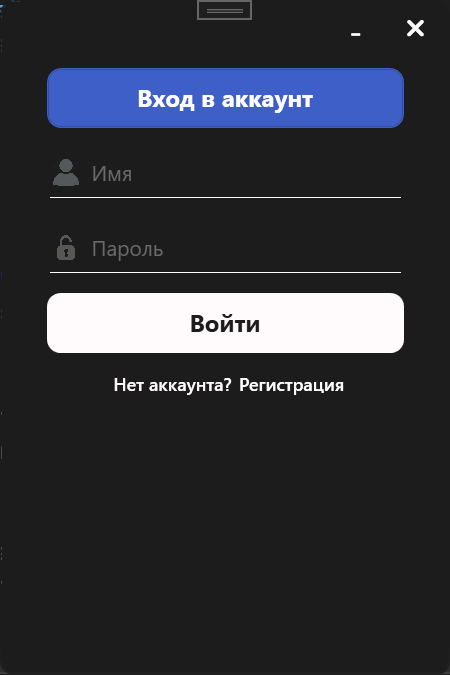 Вход в аккаунт
Имя
Пароль
Войти
Нет аккаунта? Регистрация